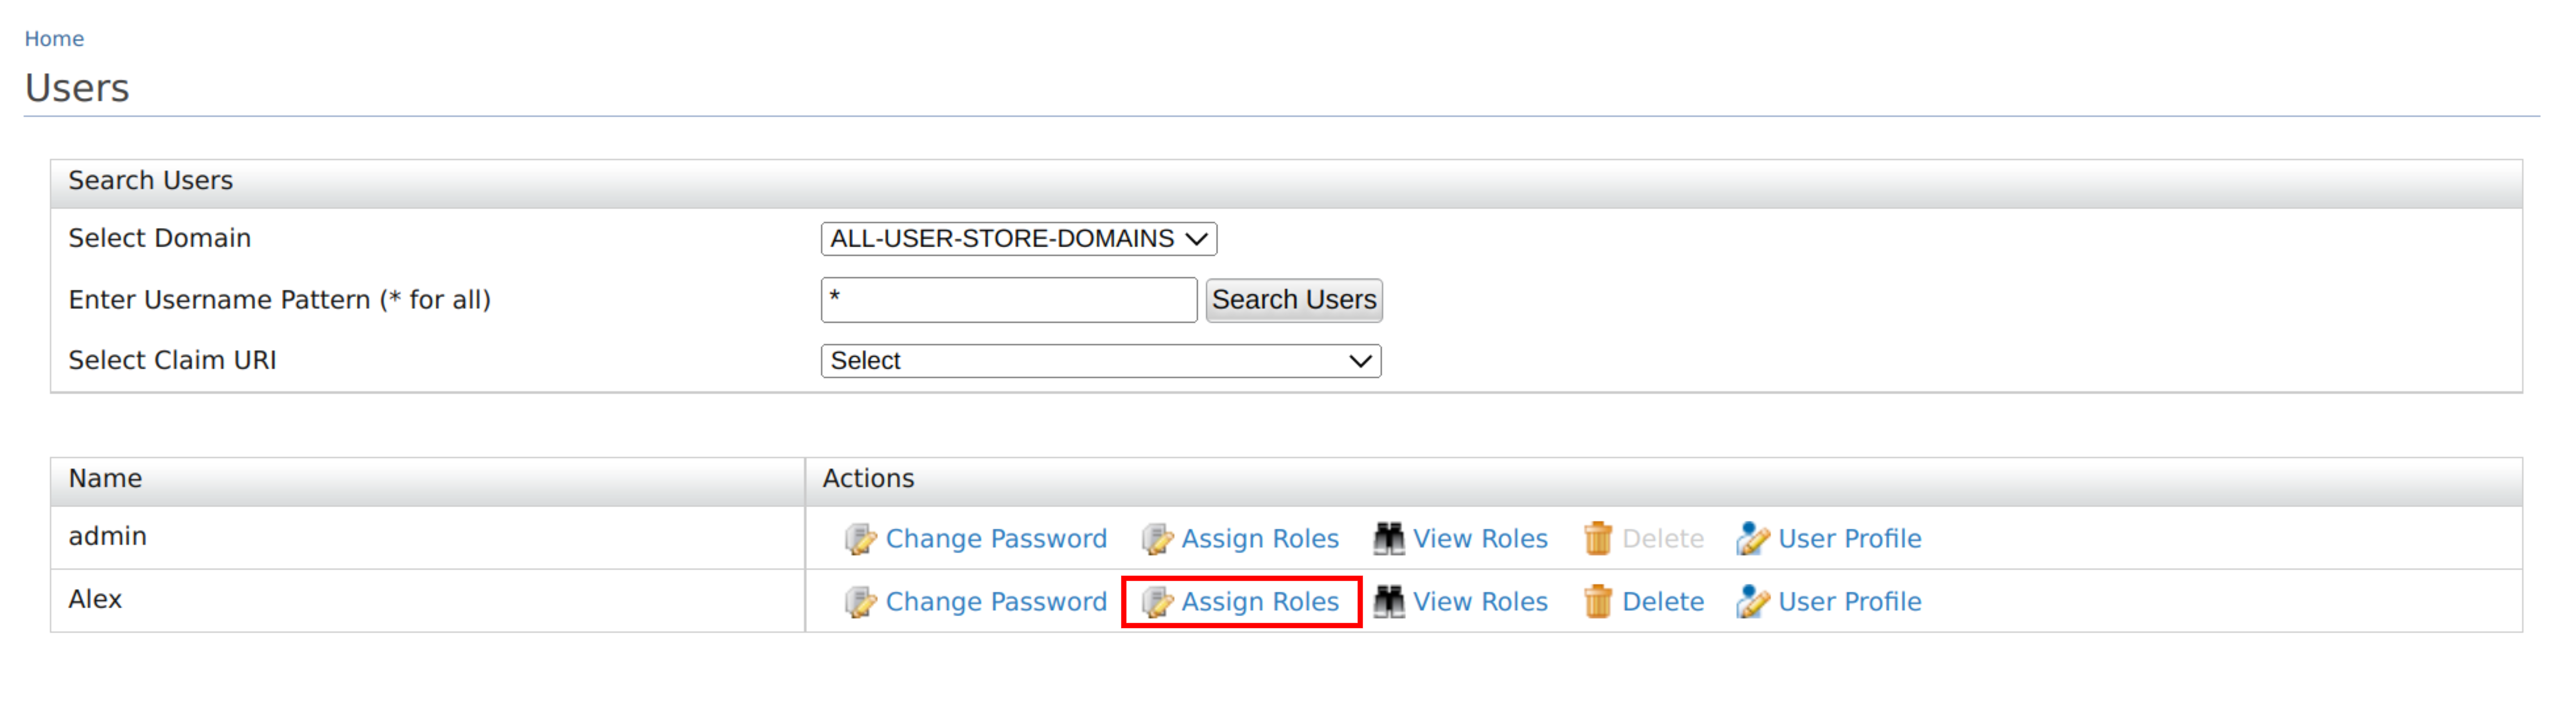 Home
Users
Search Users
Select Domain ALL-USER-STORE-DOMAINS
Enter Username Pattern (* for all) * Search Users
Select Claim URI Select
Name Actions
admin Change Password Assign Roles View Roles Delete User Profile
Alex Change Password Assign Roles View Roles Delete User Profile